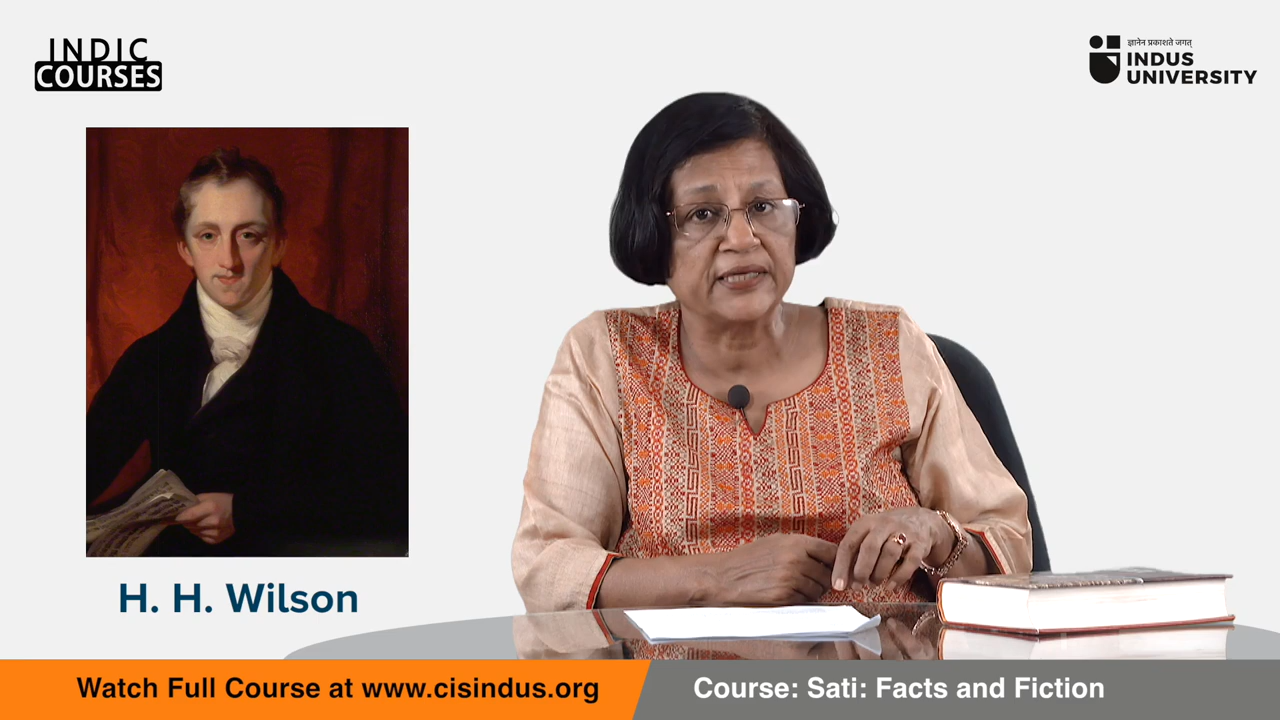 INDIC
COURSES
ज्ञानेन प्रकाशते जगत्
INDUS
UNIVERSITY
H. H. Wilson
Watch Full Course at www.cisindus.org
Course: Sati: Facts and Fiction